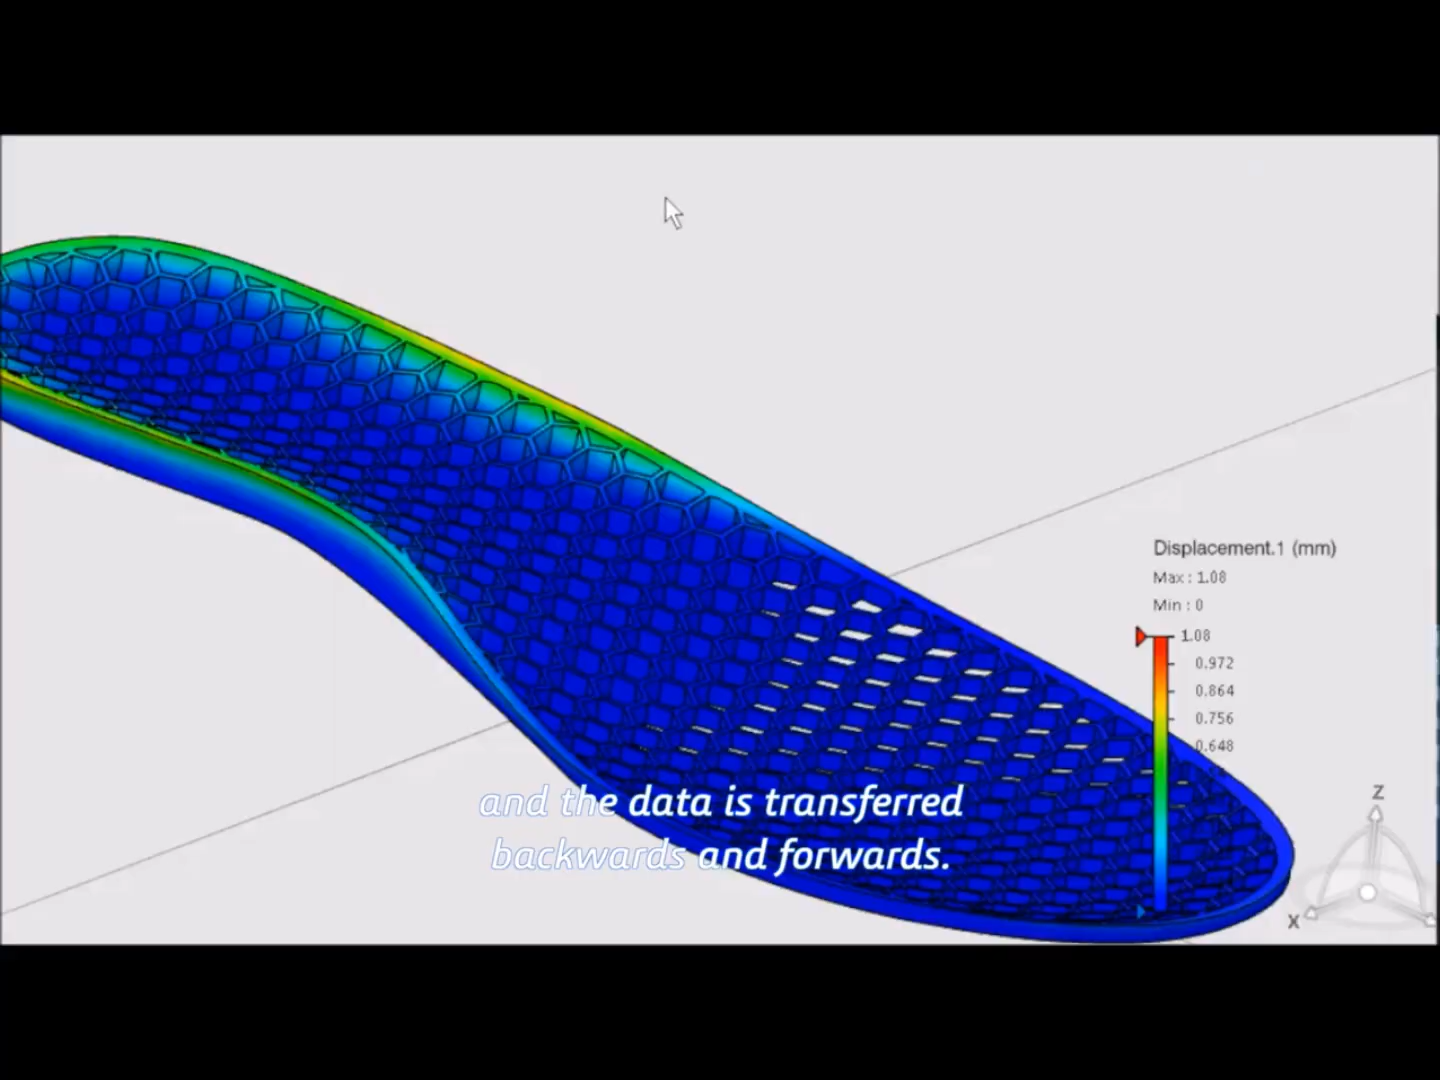 Displacement.1 (mm)
Max : 1.08
Min : 0
1.08
0.972
0.864
0.756
0.648
and the data is transferred
backwards and forwards.
Z
X